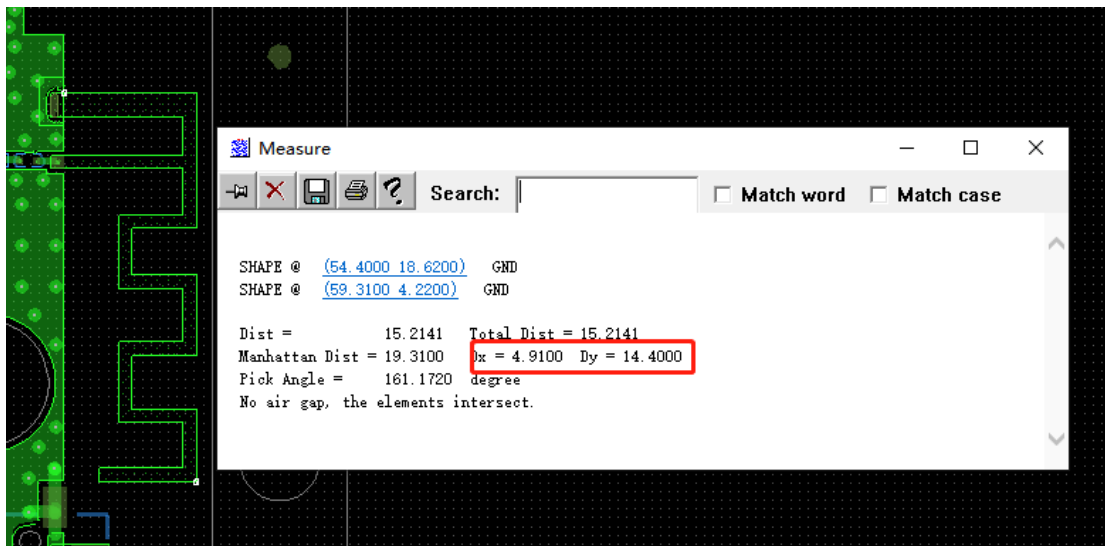 Measure
Search: Match word Match case
SHAPE @ (54.4000 18.6200) GND
SHAPE @ (59.3100 4.2200) GND
Dist = 15.2141 Total Dist = 15.2141
Manhattan Dist = 19.3100 Dx = 4.9100 Dy = 14.4000
Pick Angle = 161.1720 degree
No air gap, the elements intersect.